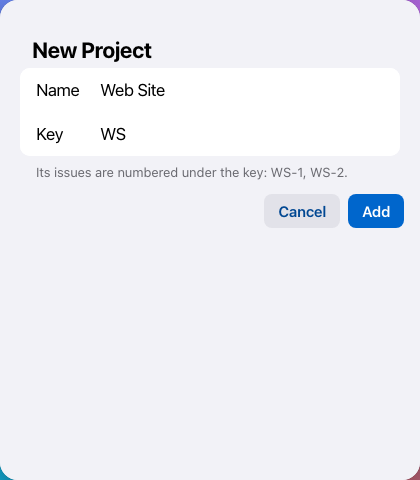 New Project
Name Web Site
Key WS
Its issues are numbered under the key: WS-1, WS-2.
Cancel Add